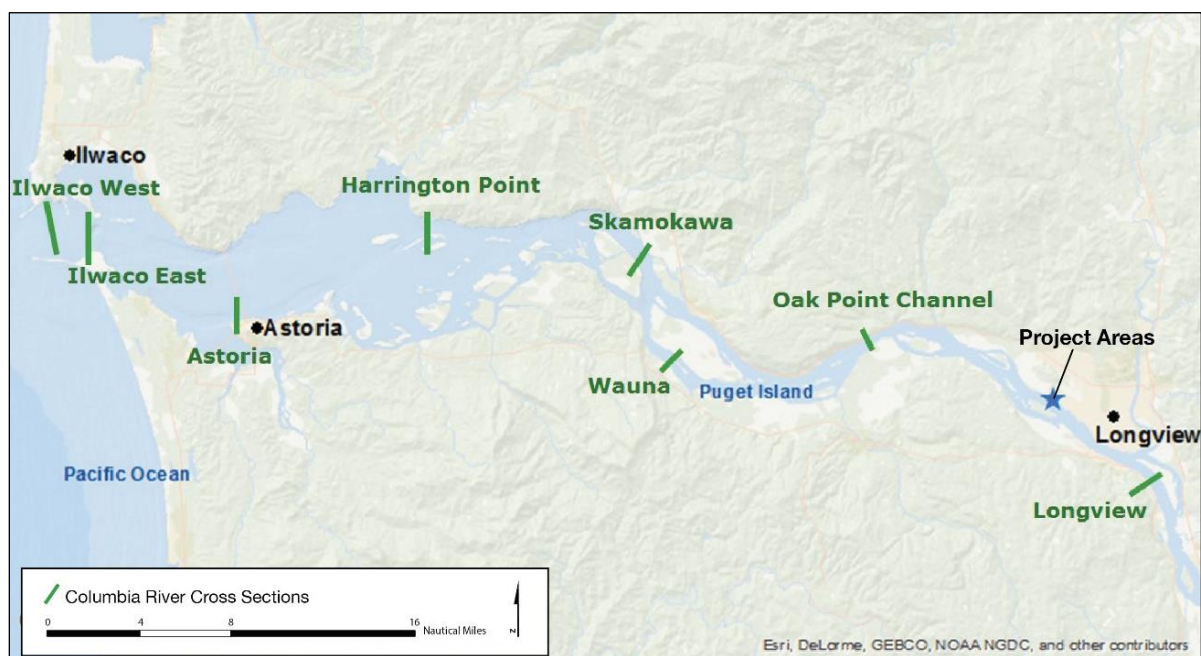 Ilwaco
Ilwaco West
Harrington Point
Skamokawa
Ilwaco East
Oak Point Channel
Astoria
Project Areas
Astoria
Wauna
Puget Island
Longview
Pacific Ocean
Longview
Columbia River Cross Sections
0 4 8 16 Nautical Miles
N
Esri, DeLorme, GEBCO, NOAA NGDC, and other contributors